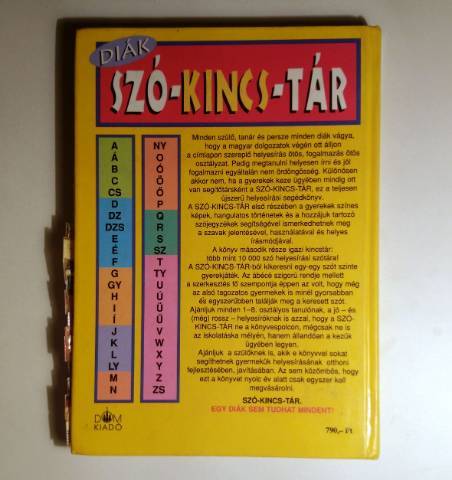 DIÁK
SZÓ-KINCS-TÁR
A
Á
B
C
CS
D
DZ
DZS
E
É
F
G
GY
H
I
Í
J
K
L
LY
M
N
NY
O
Ó
Ö
Ő
P
Q
R
S
SZ
T
TY
U
Ú
Ü
Ű
V
W
X
Y
Z
ZS
Minden szülő, tanár és persze minden diák vágya,
hogy a magyar dolgozatok végén ott álljon
a címlapon szereplő helyesírás ötös, fogalmazás ötös
osztályzat. Pedig megtanulni helyesen írni és jól
fogalmazni egyáltalán nem ördöngösség. Különösen
akkor nem, ha a gyerekek keze ügyében mindig ott
van segítőtársként a SZÓ-KINCS-TÁR, ez a teljesen
újszerű helyesírási segédkönyv.
A SZÓ-KINCS-TÁR első részében a gyerekek színes
képek, hangulatos történetek és a hozzájuk tartozó
szójegyzékek segítségével ismerkedhetnek meg
a szavak jelentésével, használatával és helyes
írásmódjával.
A könyv második része igazi kincstár:
több mint 10 000 szó helyesírási szótára!
A SZÓ-KINCS-TÁR-ból kikeresni egy-egy szót szinte
gyerekjáték. Az ábécé szigorú rendje mellett
a szerkesztés fő szempontja éppen az volt, hogy még
az alsó tagozatos gyermekek is minél gyorsabban
és egyszerűbben találják meg a keresett szót.
Ajánljuk minden 1–8. osztályos tanulónak, a jó – és
(még) rossz – helyesíróknak is azzal, hogy a SZÓ-
KINCS-TÁR ne a könyvespolcon, mégcsak ne is
az iskolatáska mélyén, hanem állandóan a kezük
ügyében legyen.
Ajánljuk a szülőknek is, akik e könyvvel sokat
segíthetnek gyermekük helyesírásának otthoni
fejlesztésében, javításában. Az sem közömbös, hogy
ezt a könyvet nyolc év alatt csak egyszer kell
megvásárolni.
SZÓ-KINCS-TÁR.
EGY DIÁK SEM TUDHAT MINDENT!
DOM
KIADÓ
790,– Ft